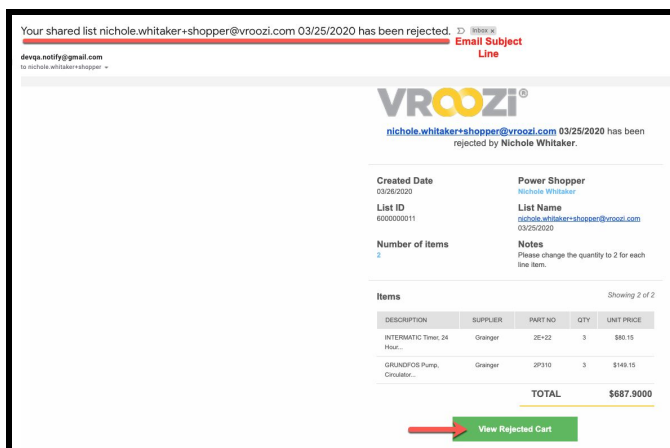 Your shared list nichole.whitaker+shopper@vroozi.com 03/25/2020 has been rejected. Inbox x
Email Subject
Line
devqa.notify@gmail.com
to nichole.whitaker+shopper
VROOZi®
nichole.whitaker+shopper@vroozi.com 03/25/2020 has been
rejected by Nichole Whitaker.
Created Date Power Shopper
03/26/2020 Nichole Whitaker
List ID List Name
6000000011 nichole.whitaker+shopper@vroozi.com
03/25/2020
Number of items Notes
2 Please change the quantity to 2 for each
line item.
Items Showing 2 of 2
DESCRIPTION SUPPLIER PART NO QTY UNIT PRICE
INTERMATIC Timer, 24 Grainger 2E+22 3 $80.15
Hour...
GRUNDFOS Pump, Grainger 2P310 3 $149.15
Circulator...
TOTAL $687.9000
View Rejected Cart